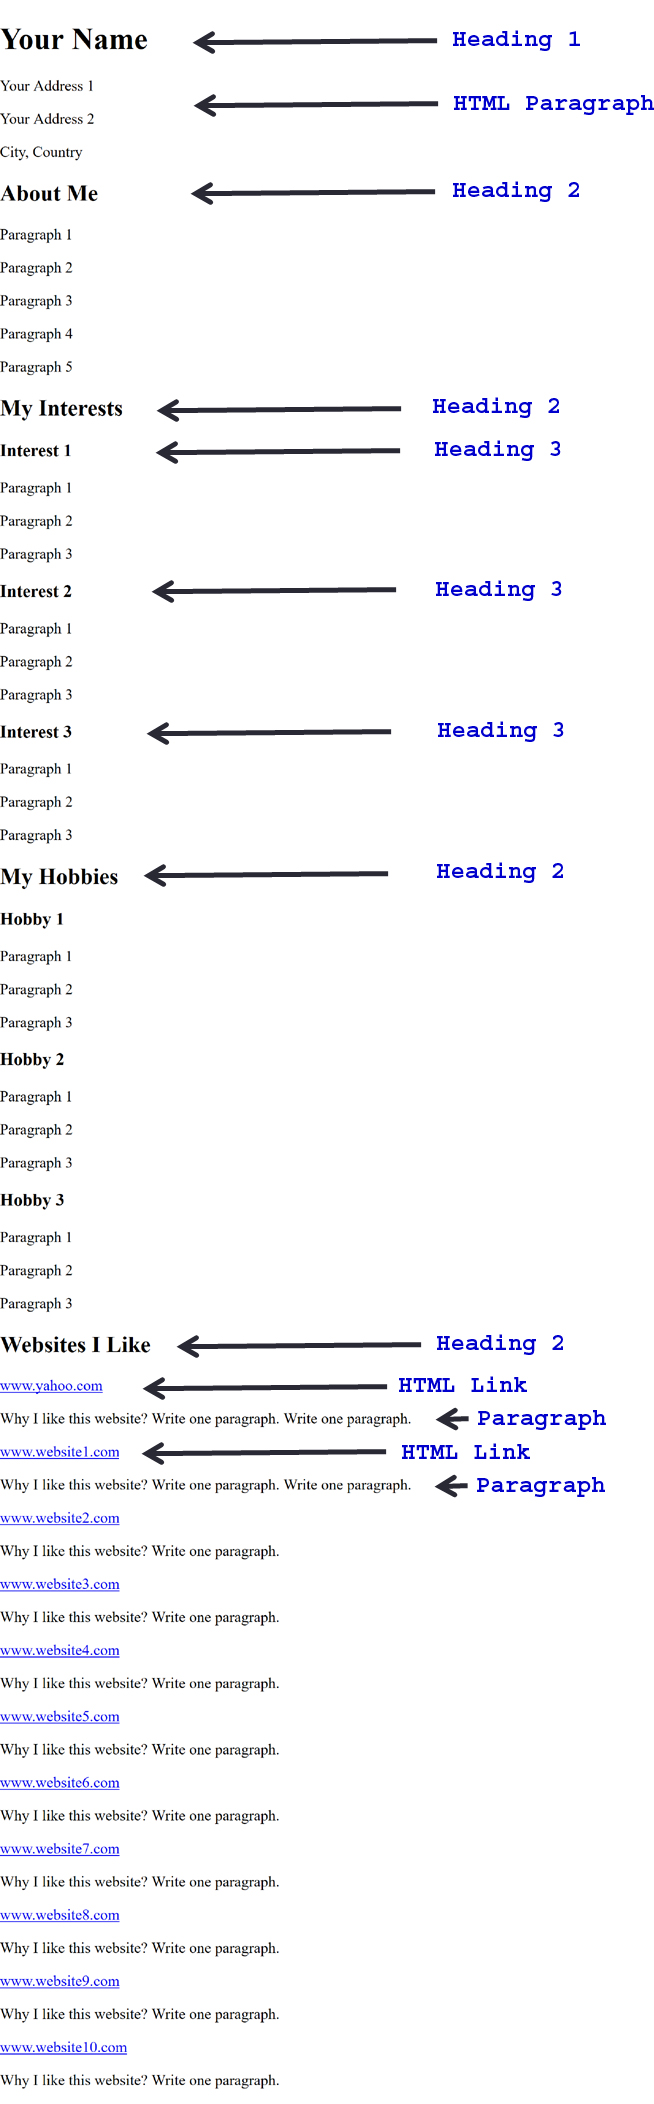 Your Name Heading 1
Your Address 1
HTML Paragraph
Your Address 2
City, Country
About Me Heading 2
Paragraph 1
Paragraph 2
Paragraph 3
Paragraph 4
Paragraph 5
My Interests Heading 2
Interest 1 Heading 3
Paragraph 1
Paragraph 2
Paragraph 3
Interest 2 Heading 3
Paragraph 1
Paragraph 2
Paragraph 3
Interest 3 Heading 3
Paragraph 1
Paragraph 2
Paragraph 3
My Hobbies Heading 2
Hobby 1
Paragraph 1
Paragraph 2
Paragraph 3
Hobby 2
Paragraph 1
Paragraph 2
Paragraph 3
Hobby 3
Paragraph 1
Paragraph 2
Paragraph 3
Websites I Like Heading 2
www.yahoo.com HTML Link
Why I like this website? Write one paragraph. Write one paragraph. Paragraph
www.website1.com HTML Link
Why I like this website? Write one paragraph. Write one paragraph. Paragraph
www.website2.com
Why I like this website? Write one paragraph.
www.website3.com
Why I like this website? Write one paragraph.
www.website4.com
Why I like this website? Write one paragraph.
www.website5.com
Why I like this website? Write one paragraph.
www.website6.com
Why I like this website? Write one paragraph.
www.website7.com
Why I like this website? Write one paragraph.
www.website8.com
Why I like this website? Write one paragraph.
www.website9.com
Why I like this website? Write one paragraph.
www.website10.com
Why I like this website? Write one paragraph.